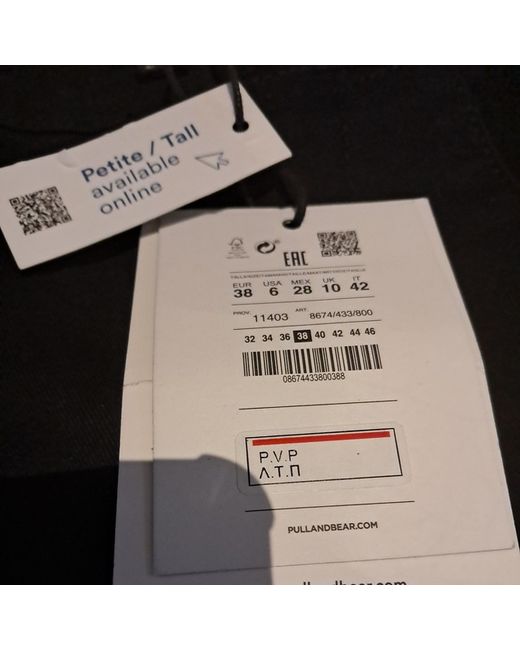 Petite / Tall
available
online
EAC
EUR USA MEX UK IT
38 6 28 10 42
PROV. 11403 ART. 8674/433/800
32 34 36 38 40 42 44 46
08674433800388
P.V.P
Λ.Τ.Π
PULLANDBEAR.COM